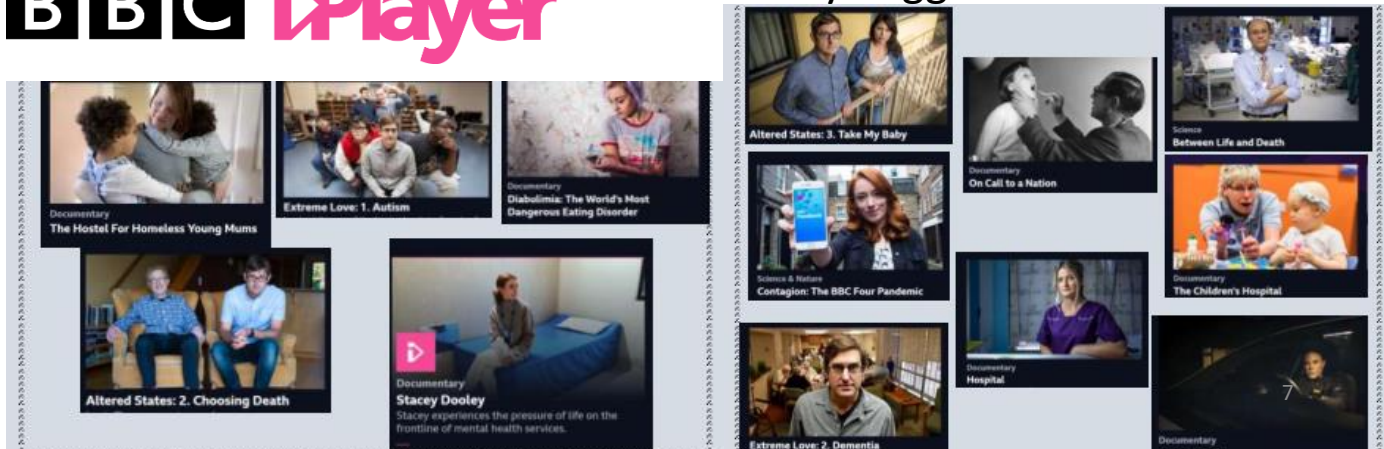 BBC iPlayer
Documentary
The Hostel For Homeless Young Mums
Extreme Love: 1. Autism
Documentary
Diabulimia: The World's Most
Dangerous Eating Disorder
Altered States: 2. Choosing Death
Documentary
Stacey Dooley
Stacey experiences the pressure of life on the
frontline of mental health services.
Altered States: 3. Take My Baby
Documentary
On Call to a Nation
Science
Between Life and Death
Science & Nature
Contagion: The BBC Four Pandemic
Documentary
The Children's Hospital
Documentary
Hospital
Extreme Love: 2. Dementia
7
Documentary